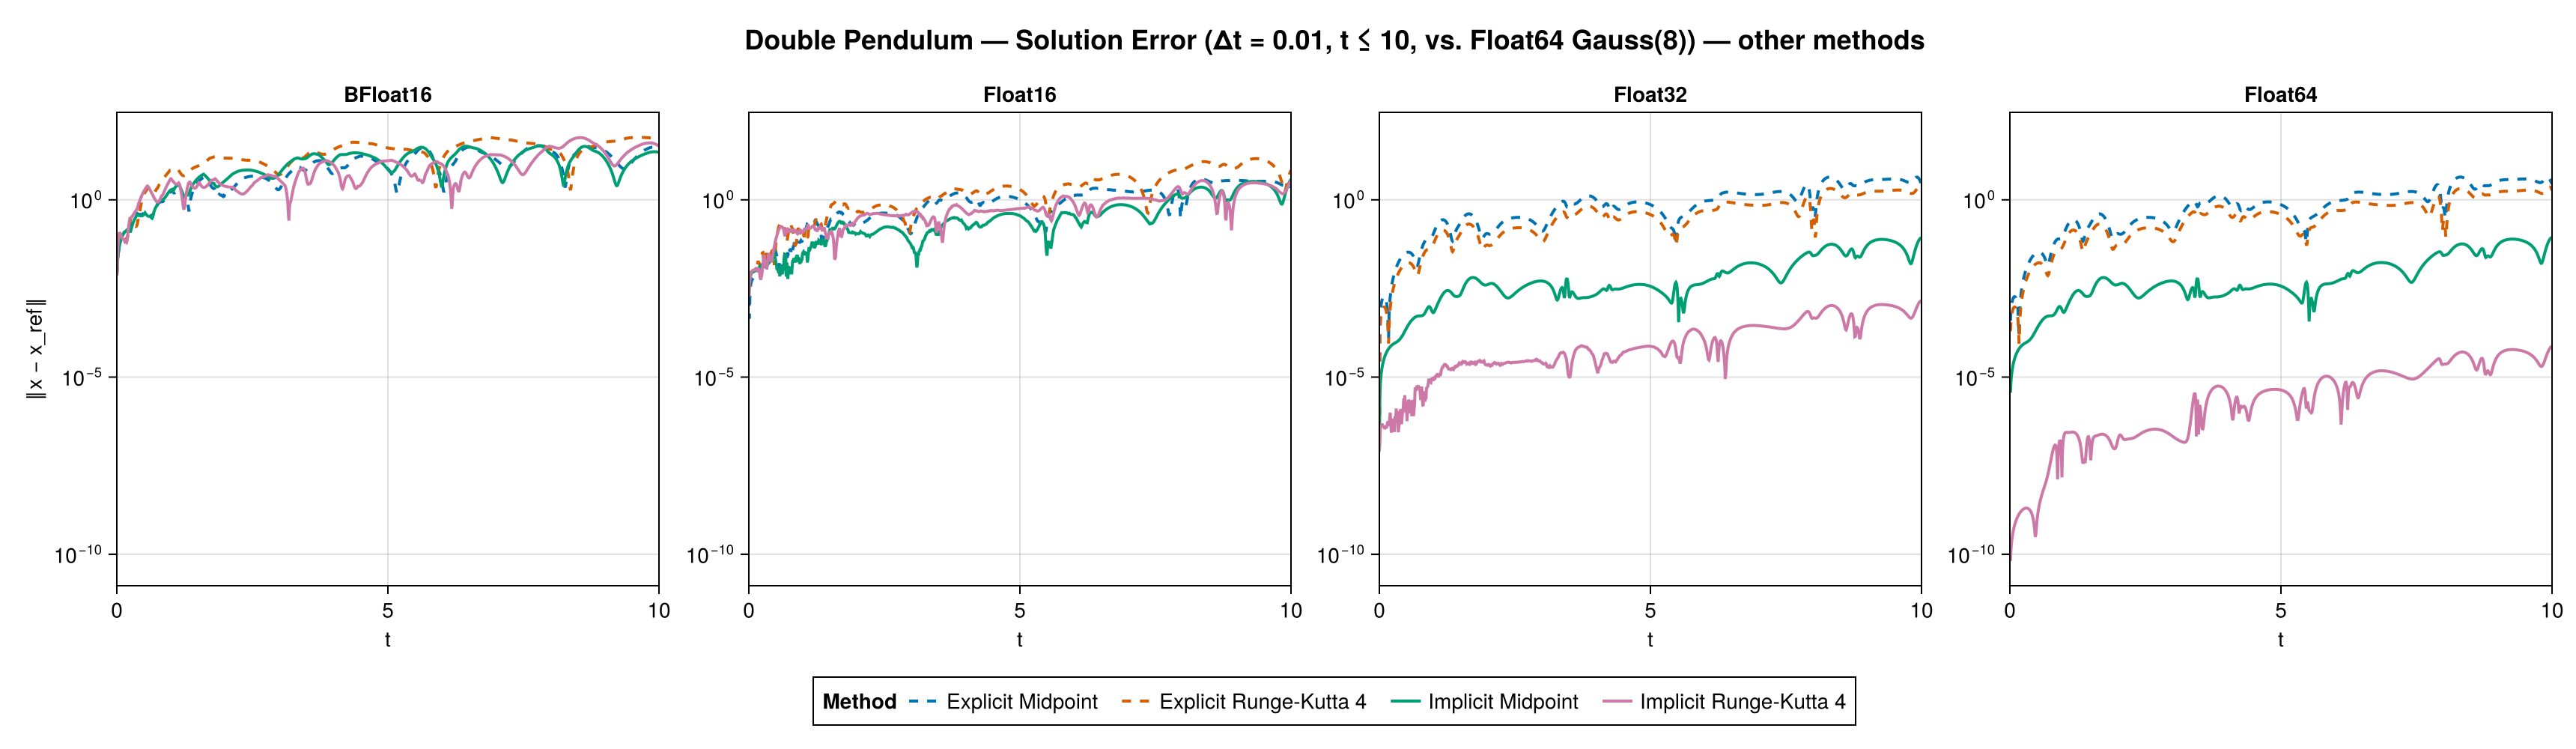 Double Pendulum — Solution Error (Δt = 0.01, t ≤ 10, vs. Float64 Gauss(8)) — other methods
BFloat16
Float16
Float32
Float64
‖x − x_ref‖
10⁰
10⁻⁵
10⁻¹⁰
0
5
10
t
10⁰
10⁻⁵
10⁻¹⁰
0
5
10
t
10⁰
10⁻⁵
10⁻¹⁰
0
5
10
t
10⁰
10⁻⁵
10⁻¹⁰
0
5
10
t
Method Explicit Midpoint Explicit Runge-Kutta 4 Implicit Midpoint Implicit Runge-Kutta 4